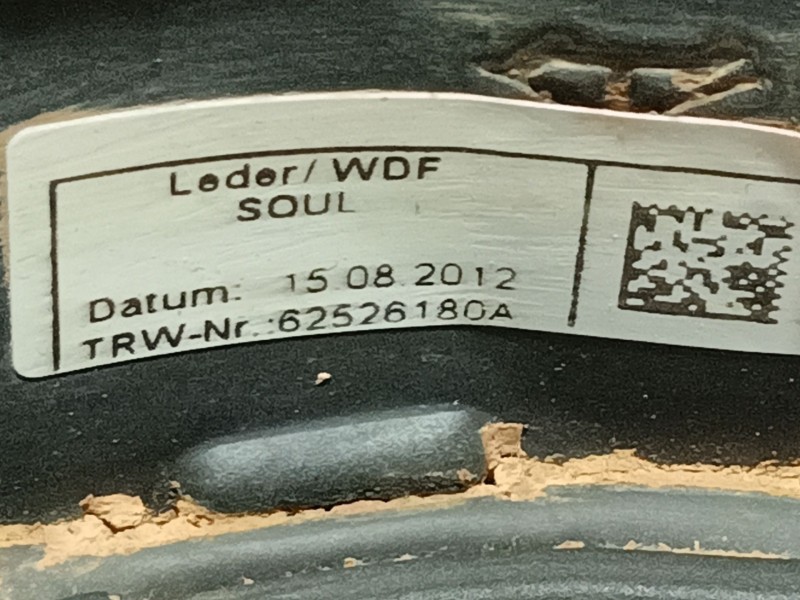 Leder/ WDF
SOUL
Datum: 15.08.2012
TRW-Nr.:62526180A